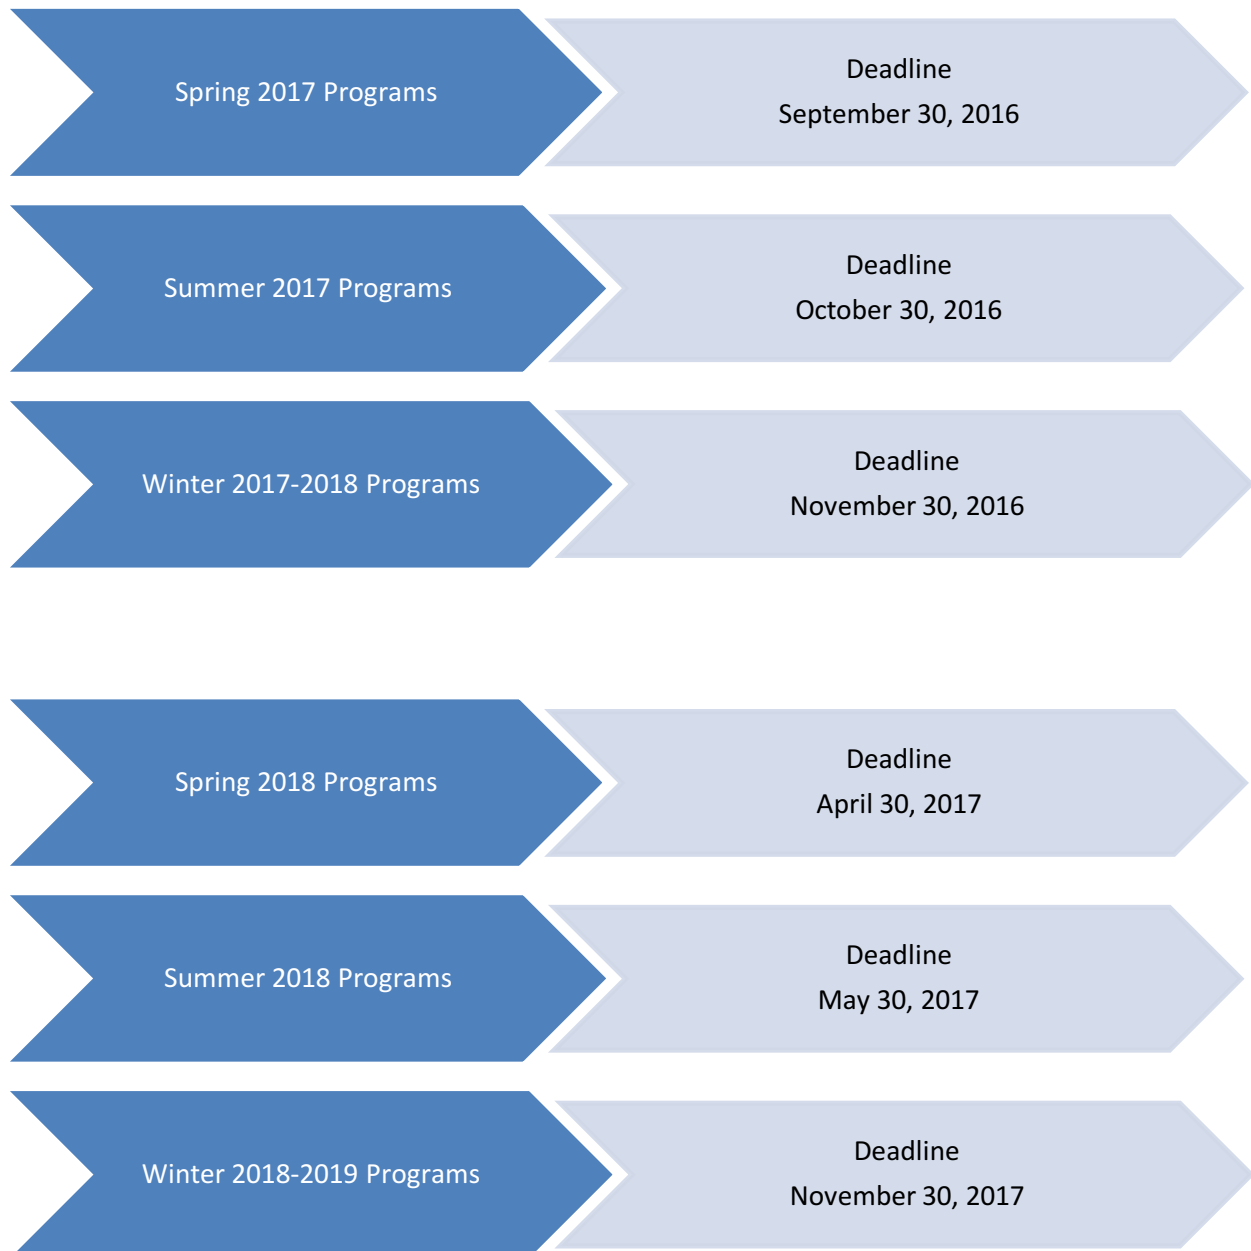 Spring 2017 Programs
Deadline
September 30, 2016
Summer 2017 Programs
Deadline
October 30, 2016
Winter 2017-2018 Programs
Deadline
November 30, 2016
Spring 2018 Programs
Deadline
April 30, 2017
Summer 2018 Programs
Deadline
May 30, 2017
Winter 2018-2019 Programs
Deadline
November 30, 2017